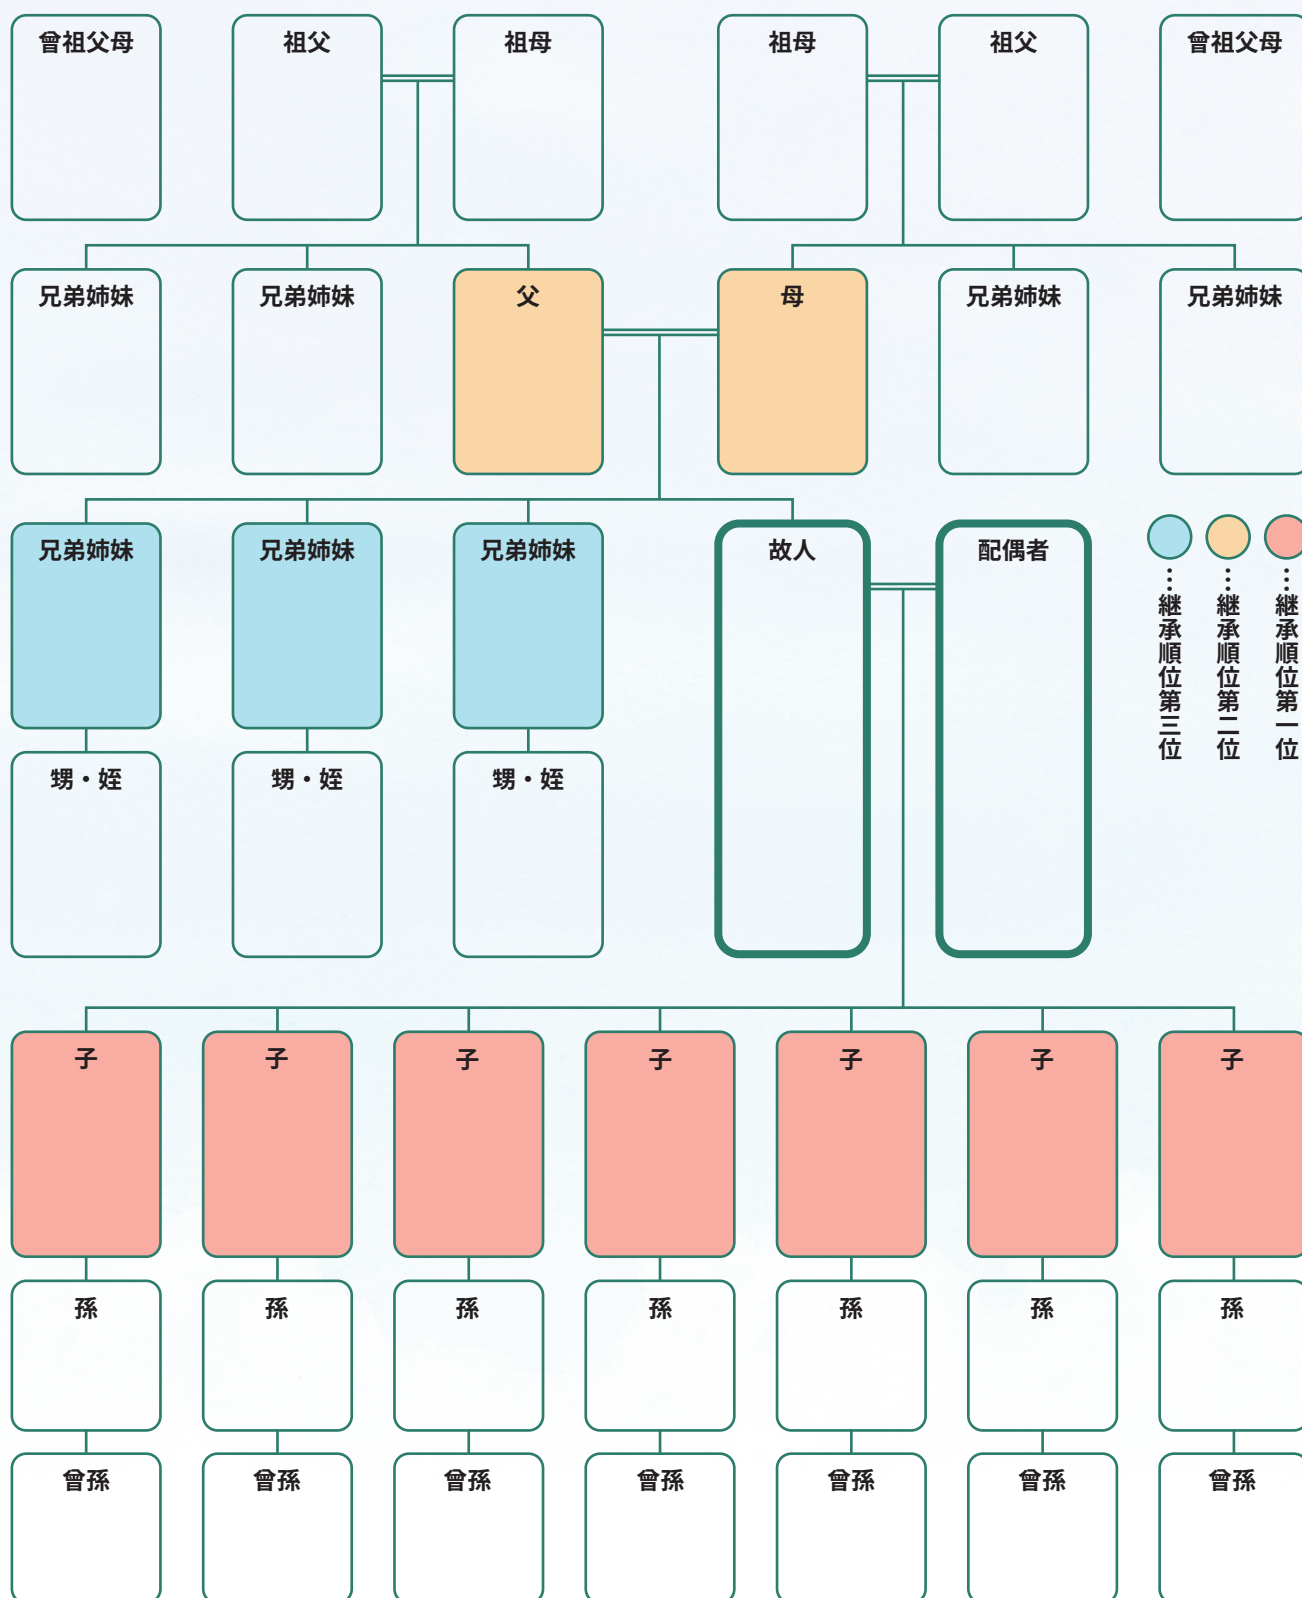 曾祖父母
祖父
祖母
祖母
祖父
曾祖父母
兄弟姉妹
兄弟姉妹
父
母
兄弟姉妹
兄弟姉妹
兄弟姉妹
兄弟姉妹
兄弟姉妹
故人
配偶者
…継承順位第一位
…継承順位第二位
…継承順位第三位
甥・姪
甥・姪
甥・姪
子
子
子
子
子
子
子
孫
孫
孫
孫
孫
孫
孫
曾孫
曾孫
曾孫
曾孫
曾孫
曾孫
曾孫